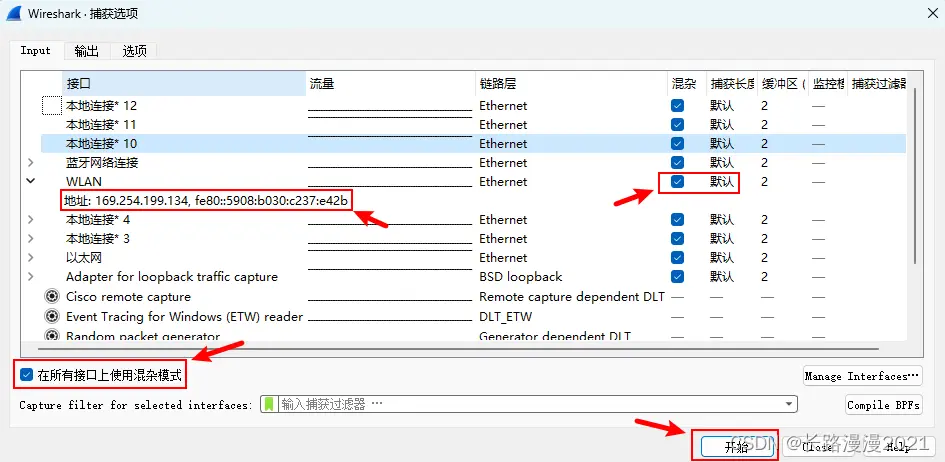 Wireshark · 捕获选项
Input 输出 选项
接口 流量 链路层 混杂 捕获长度 缓冲区 ( 监控模 捕获过滤器
本地连接* 12 Ethernet 默认 2 —
本地连接* 11 Ethernet 默认 2 —
本地连接* 10 Ethernet 默认 2 —
蓝牙网络连接 Ethernet 默认 2 —
WLAN Ethernet 默认 2 —
地址: 169.254.199.134, fe80::5908:b030:c237:e42b
本地连接* 4 Ethernet 默认 2 —
本地连接* 3 Ethernet 默认 2 —
以太网 Ethernet 默认 2 —
Adapter for loopback traffic capture BSD loopback 默认 2 —
Cisco remote capture Remote capture dependent DLT — — — —
Event Tracing for Windows (ETW) reader DLT_ETW — — — —
Random packet generator Generator dependent DLT — — — —
在所有接口上使用混杂模式
Manage Interfaces…
Capture filter for selected interfaces: 输入捕获过滤器 …
Compile BPFs
开始 Close Help
CSDN @长路漫漫2021